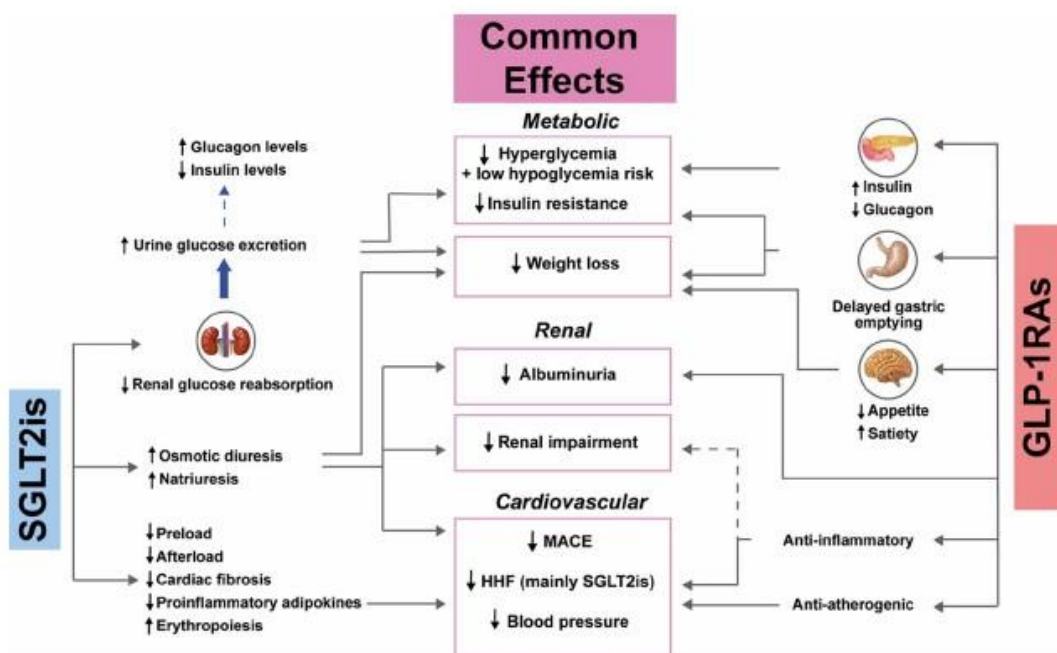 Common
Effects
SGLT2is
↑ Glucagon levels
↓ Insulin levels
↑ Urine glucose excretion
↓ Renal glucose reabsorption
↑ Osmotic diuresis
↑ Natriuresis
↓ Preload
↓ Afterload
↓ Cardiac fibrosis
↓ Proinflammatory adipokines
↑ Erythropoiesis
Metabolic
↓ Hyperglycemia
+ low hypoglycemia risk
↓ Insulin resistance
↓ Weight loss
Renal
↓ Albuminuria
↓ Renal impairment
Cardiovascular
↓ MACE
↓ HHF (mainly SGLT2is)
↓ Blood pressure
↑ Insulin
↓ Glucagon
Delayed gastric
emptying
↓ Appetite
↑ Satiety
Anti-inflammatory
Anti-atherogenic
GLP-1RAs